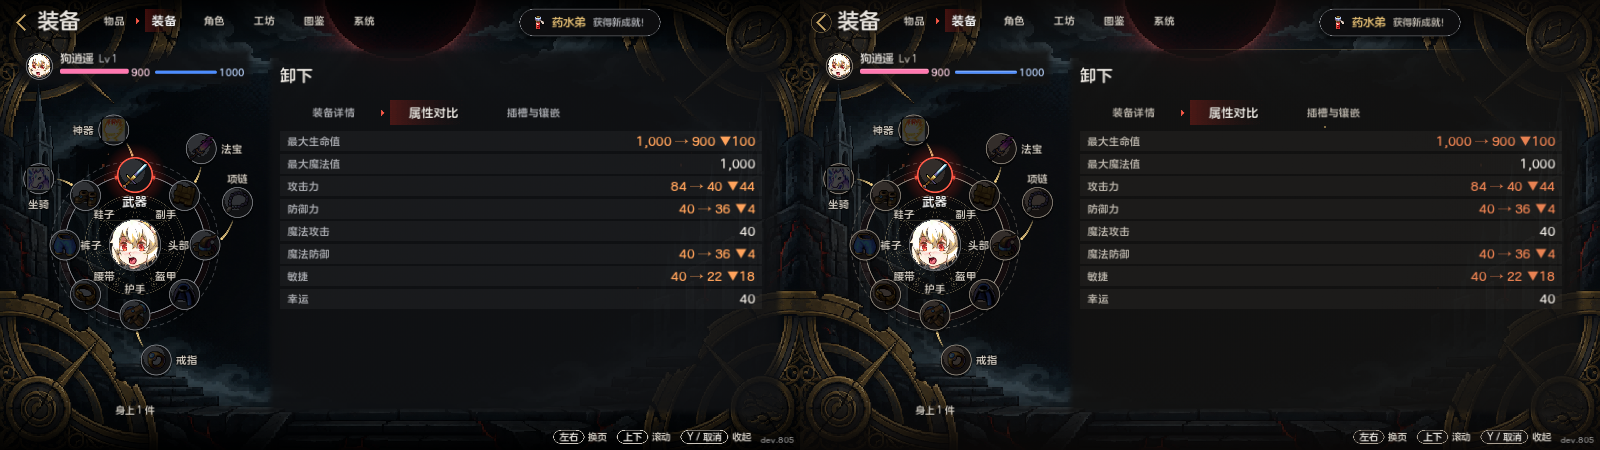 装备 物品 装备 角色 工坊 图鉴 系统 药水弟 获得新成就!
狗逍遥 Lv1
900 1000
卸下
装备详情 属性对比 插槽与镶嵌
神器
法宝
项链
坐骑
武器
鞋子 副手
裤子 头部
腰带 盔甲
护手
戒指
身上1件
最大生命值 1,000→900 ▼100
最大魔法值 1,000
攻击力 84→40 ▼44
防御力 40→36 ▼4
魔法攻击 40
魔法防御 40→36 ▼4
敏捷 40→22 ▼18
幸运 40
左右 换页 上下 滚动 Y / 取消 收起 dev.805
装备 物品 装备 角色 工坊 图鉴 系统 药水弟 获得新成就!
狗逍遥 Lv1
900 1000
卸下
装备详情 属性对比 插槽与镶嵌
神器
法宝
项链
坐骑
武器
鞋子 副手
裤子 头部
腰带 盔甲
护手
戒指
身上1件
最大生命值 1,000→900 ▼100
最大魔法值 1,000
攻击力 84→40 ▼44
防御力 40→36 ▼4
魔法攻击 40
魔法防御 40→36 ▼4
敏捷 40→22 ▼18
幸运 40
左右 换页 上下 滚动 Y / 取消 收起 dev.805